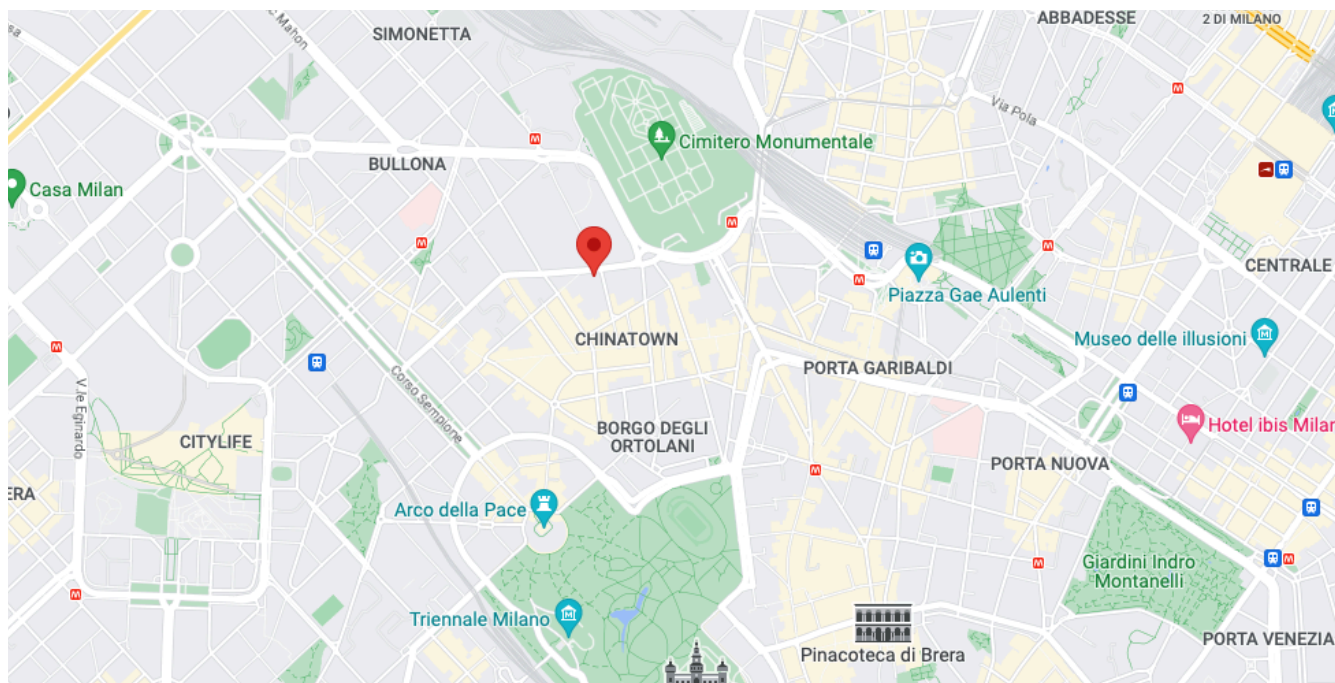 ABBADESSE
2 DI MILANO
SIMONETTA
Mahon
Via Pola
Cimitero Monumentale
BULLONA
Casa Milan
CENTRALE
Piazza Gae Aulenti
CHINATOWN
Museo delle illusioni
PORTA GARIBALDI
V.le Eginardo
Corso Sempione
Hotel ibis Milan
CITYLIFE
BORGO DEGLI
ORTOLANI
PORTA NUOVA
ERA
Arco della Pace
Giardini Indro
Montanelli
Triennale Milano
PORTA VENEZIA
Pinacoteca di Brera